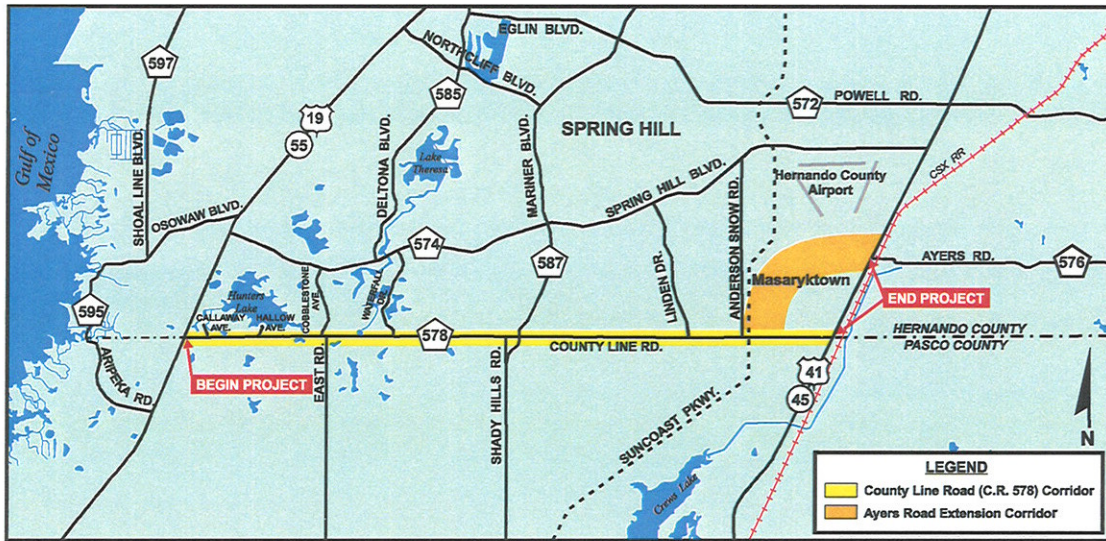 EGLIN BLVD.
NORTHCLIFF BLVD.
597
19
55
585
572
POWELL RD.
SPRING HILL
Gulf of
Mexico
SHOAL LINE BLVD.
OSOWAW BLVD.
DELTONA BLVD.
Lake
Theresa
MARINER BLVD.
SPRING HILL BLVD.
ANDERSON SNOW RD.
Hernando County
Airport
CSX RR
574
587
LINDEN DR.
Masaryktown
AYERS RD.
576
595
Hunters
Lake
CALLAWAY
AVE.
HALLOW
AVE.
COBBLESTONE
AVE.
WATERFALL
DR.
END PROJECT
578
COUNTY LINE RD.
HERNANDO COUNTY
PASCO COUNTY
ARIPEKA RD.
BEGIN PROJECT
EAST RD.
SHADY HILLS RD.
SUNCOAST PKWY.
41
45
Crews Lake
N
LEGEND
County Line Road (C.R. 578) Corridor
Ayers Road Extension Corridor